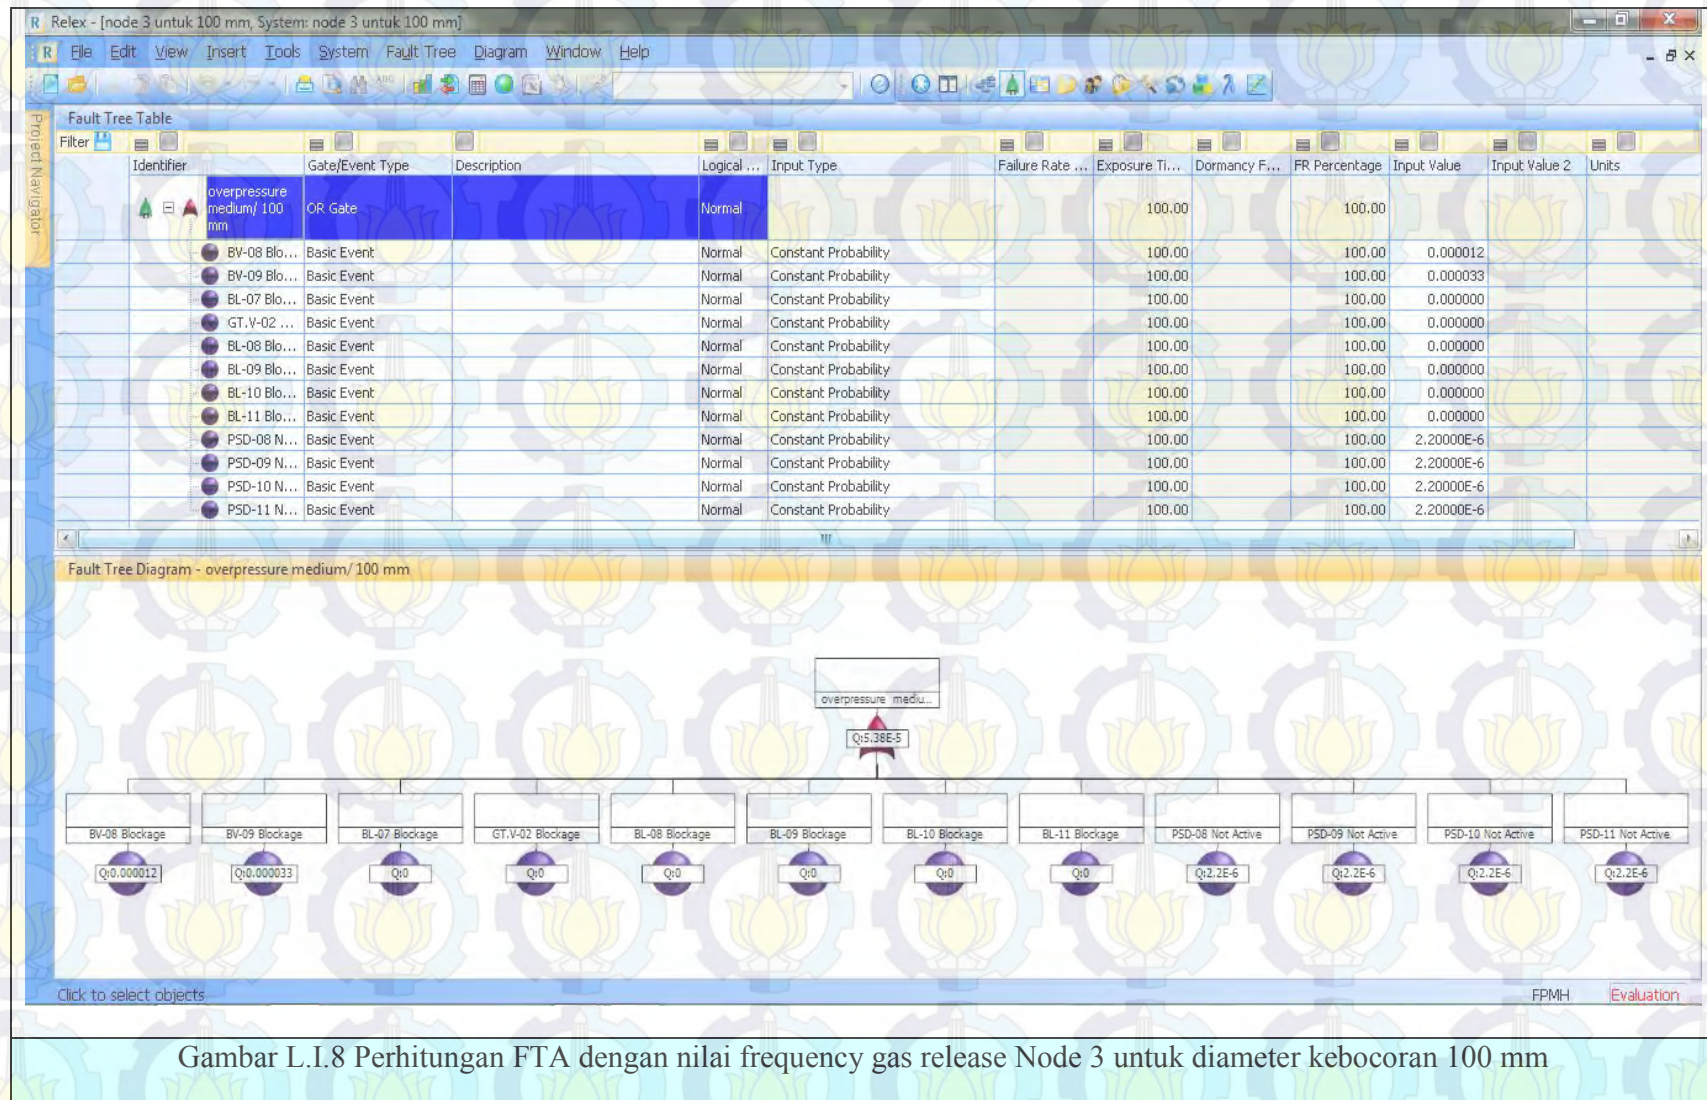 Relex - [node 3 untuk 100 mm, System: node 3 untuk 100 mm]
File Edit View Insert Tools System Fault Tree Diagram Window Help
Project Navigator
Fault Tree Table
Filter
Identifier Gate/Event Type Description Logical ... Input Type Failure Rate ... Exposure Ti... Dormancy F... FR Percentage Input Value Input Value 2 Units
overpressure medium/ 100 mm OR Gate Normal 100.00 100.00
BV-08 Blo... Basic Event Normal Constant Probability 100.00 100.00 0.000012
BV-09 Blo... Basic Event Normal Constant Probability 100.00 100.00 0.000033
BL-07 Blo... Basic Event Normal Constant Probability 100.00 100.00 0.000000
GT.V-02 ... Basic Event Normal Constant Probability 100.00 100.00 0.000000
BL-08 Blo... Basic Event Normal Constant Probability 100.00 100.00 0.000000
BL-09 Blo... Basic Event Normal Constant Probability 100.00 100.00 0.000000
BL-10 Blo... Basic Event Normal Constant Probability 100.00 100.00 0.000000
BL-11 Blo... Basic Event Normal Constant Probability 100.00 100.00 0.000000
PSD-08 N... Basic Event Normal Constant Probability 100.00 100.00 2.20000E-6
PSD-09 N... Basic Event Normal Constant Probability 100.00 100.00 2.20000E-6
PSD-10 N... Basic Event Normal Constant Probability 100.00 100.00 2.20000E-6
PSD-11 N... Basic Event Normal Constant Probability 100.00 100.00 2.20000E-6
Fault Tree Diagram - overpressure medium/ 100 mm
overpressure mediu...
Q:5.38E-5
BV-08 Blockage BV-09 Blockage BL-07 Blockage GT.V-02 Blockage BL-08 Blockage BL-09 Blockage BL-10 Blockage BL-11 Blockage PSD-08 Not Active PSD-09 Not Active PSD-10 Not Active PSD-11 Not Active
Q:0.000012 Q:0.000033 Q:0 Q:0 Q:0 Q:0 Q:0 Q:0 Q:2.2E-6 Q:2.2E-6 Q:2.2E-6 Q:2.2E-6
Click to select objects FPMH Evaluation
Gambar L.I.8 Perhitungan FTA dengan nilai frequency gas release Node 3 untuk diameter kebocoran 100 mm